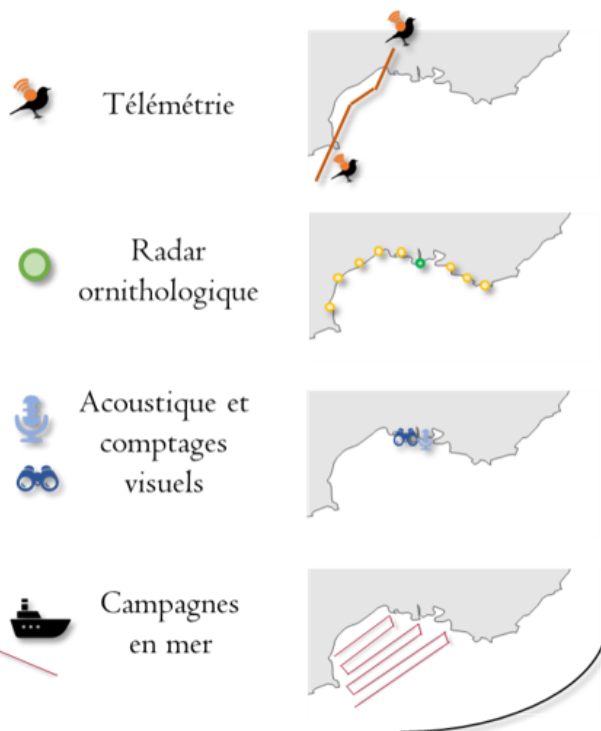 Télémétrie
Radar
ornithologique
Acoustique et
comptages
visuels
Campagnes
en mer